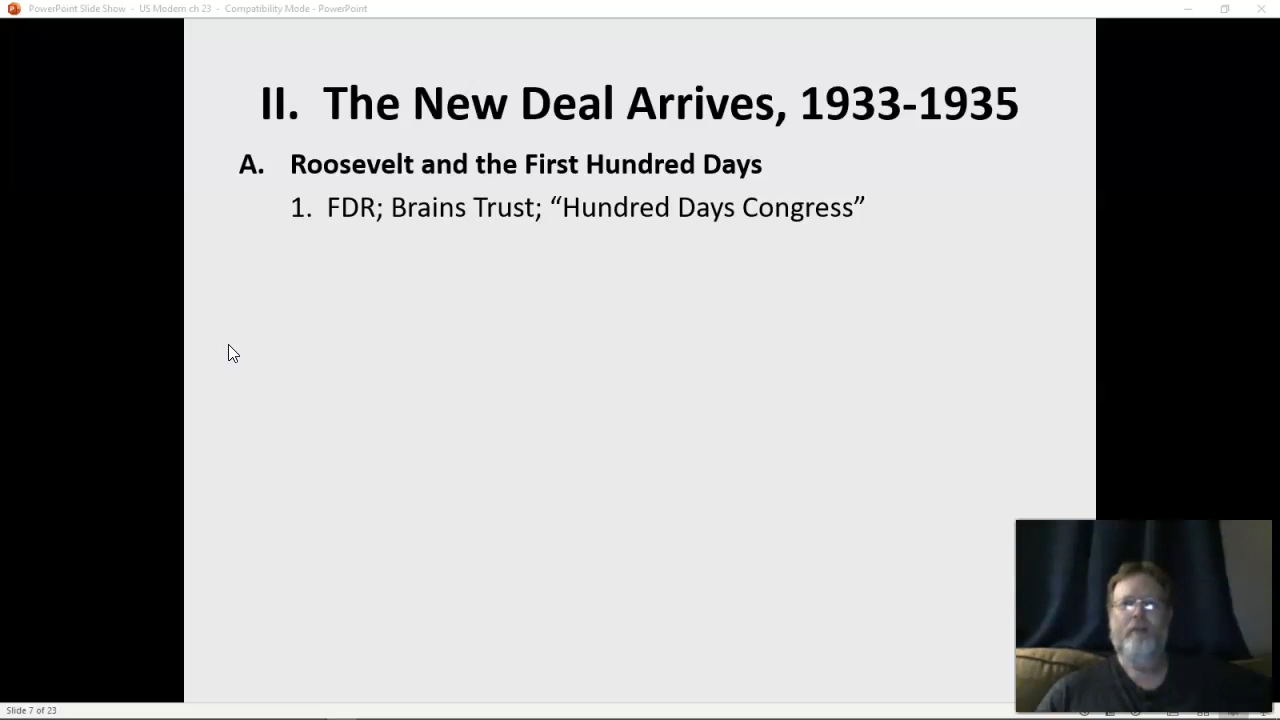 PowerPoint Slide Show - US Modern ch 23 - Compatibility Mode - PowerPoint
II. The New Deal Arrives, 1933-1935
A. Roosevelt and the First Hundred Days
1. FDR; Brains Trust; “Hundred Days Congress”
Slide 7 of 23